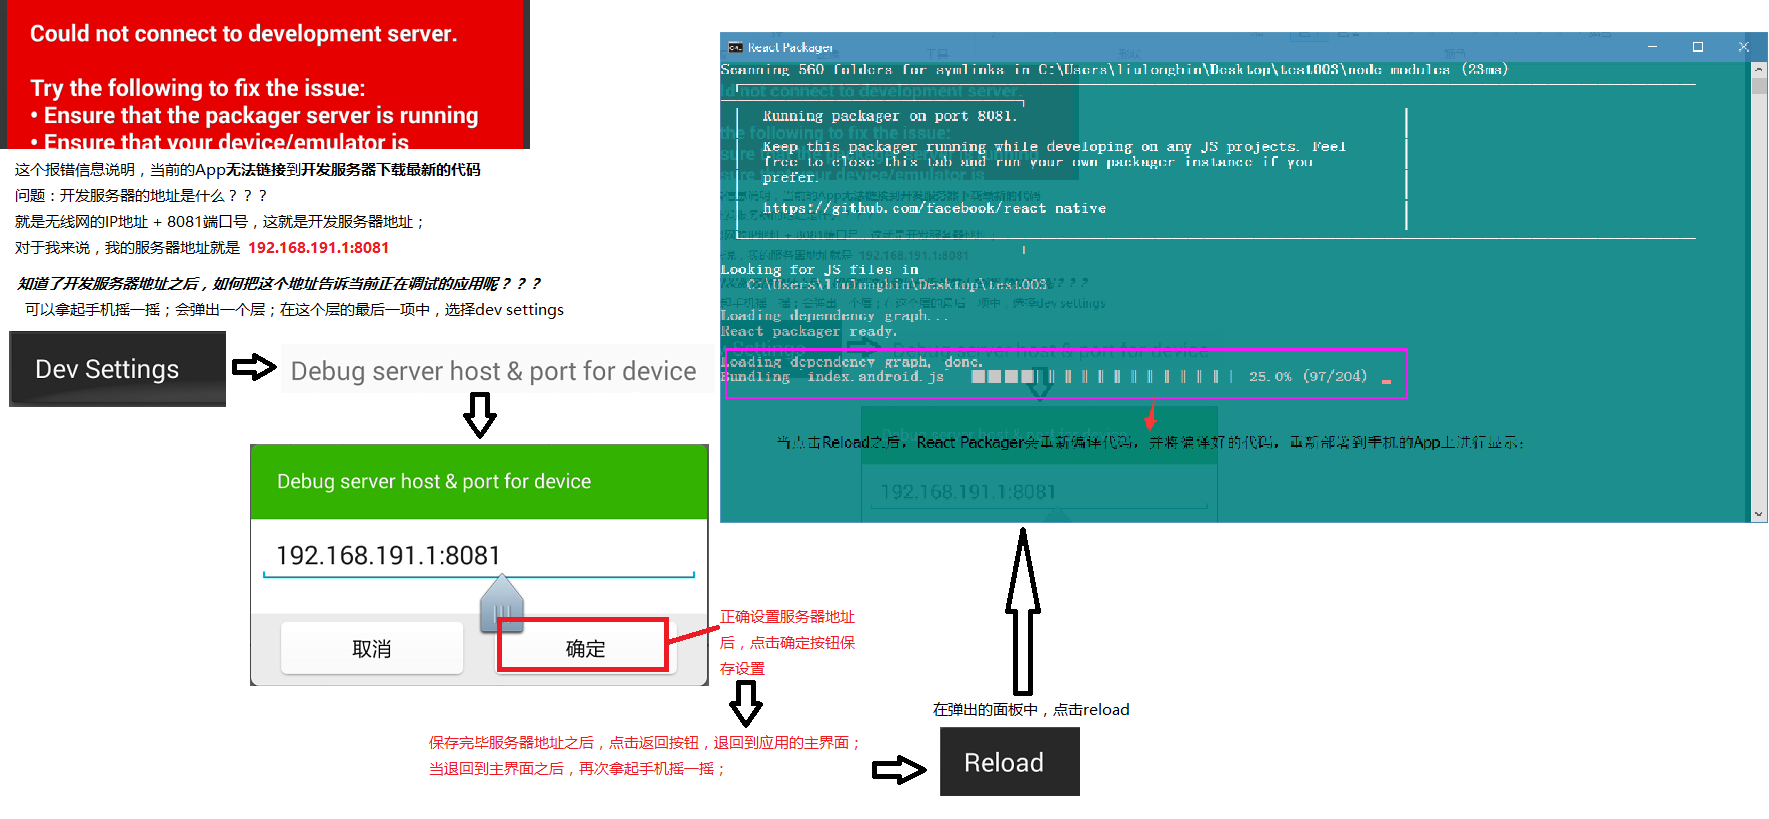 Could not connect to development server.
Try the following to fix the issue:
• Ensure that the packager server is running
• Ensure that your device/emulator is
这个报错信息说明，当前的App无法链接到开发服务器下载最新的代码
问题：开发服务器的地址是什么？？？
就是无线网的IP地址 + 8081端口号，这就是开发服务器地址；
对于我来说，我的服务器地址就是 192.168.191.1:8081
知道了开发服务器地址之后，如何把这个地址告诉当前正在调试的应用呢？？？
可以拿起手机摇一摇；会弹出一个层；在这个层的最后一项中，选择dev settings
Dev Settings
Debug server host & port for device
Debug server host & port for device
192.168.191.1:8081
取消
确定
正确设置服务器地址
后，点击确定按钮保
存设置
保存完毕服务器地址之后，点击返回按钮，退回到应用的主界面；
当退回到主界面之后，再次拿起手机摇一摇；
在弹出的面板中，点击reload
Reload
React Packager
Scanning 560 folders for symlinks in C:\Users\liulongbin\Desktop\test003\node_modules (23ms)
Running packager on port 8081.
Keep this packager running while developing on any JS projects. Feel
free to close this tab and run your own packager instance if you
prefer.
https://github.com/facebook/react-native
Looking for JS files in
C:\Users\liulongbin\Desktop\test003
Loading dependency graph...
React packager ready.
Loading dependency graph, done.
Bundling index.android.js 25.0% (97/204)
当点击Reload之后，React Packager会重新编译代码，并将编译好的代码，重新部署到手机的App上进行显示；